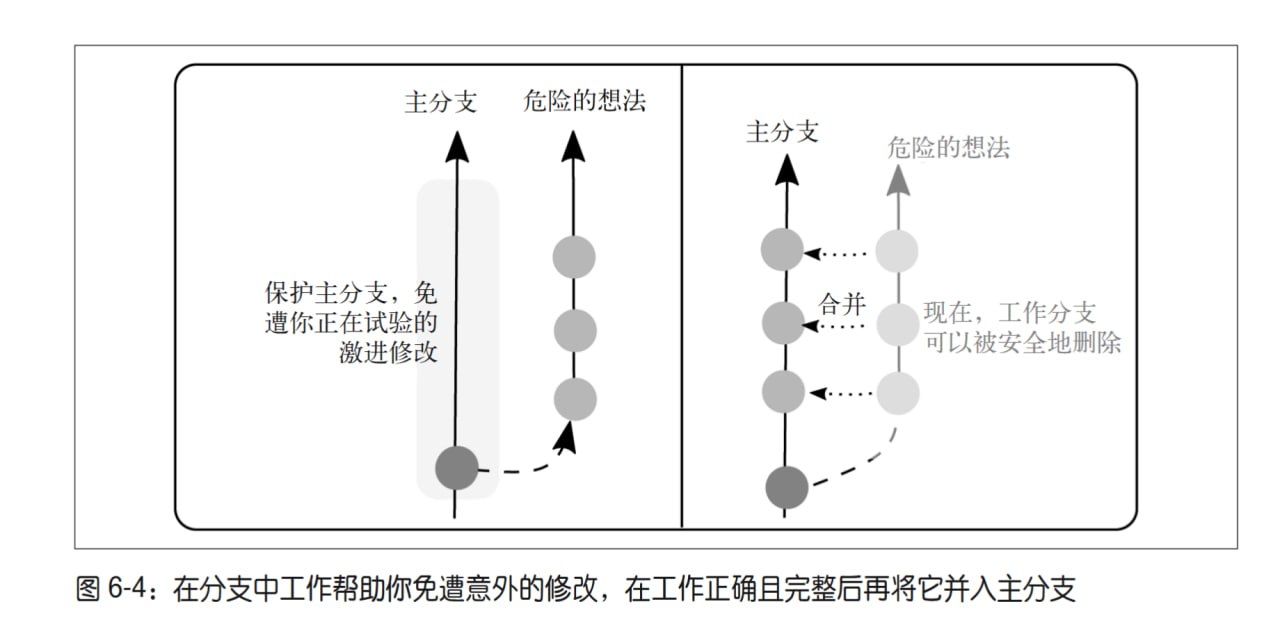 主分支
危险的想法
保护主分支，免
遭你正在试验的
激进修改
主分支
危险的想法
合并
现在，工作分支
可以被安全地删除
图 6-4：在分支中工作帮助你免遭意外的修改，在工作正确且完整后再将它并入主分支